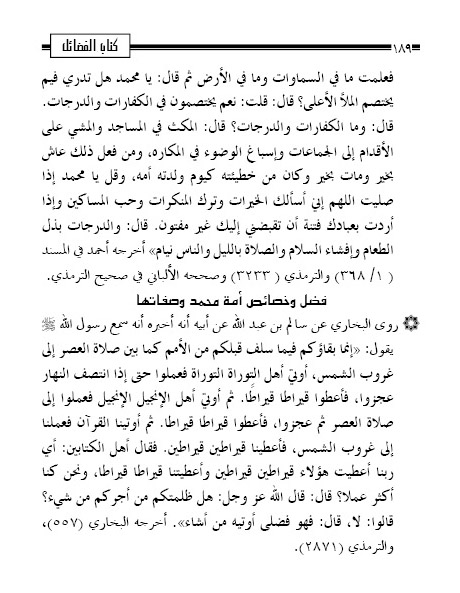 كتاب الفضائل
١٨٩
فعلمت ما في السماوات وما في الأرض ثم قال: يا محمد هل تدري فيم
يختصم الملأ الأعلى؟ قال: قلت: نعم يختصمون في الكفارات والدرجات.
قال: وما الكفارات والدرجات؟ قال: المكث في المساجد والمشي على
الأقدام إلى الجماعات وإسباغ الوضوء في المكاره، ومن فعل ذلك عاش
بخير ومات بخير وكان من خطيئته كيوم ولدته أمه، وقل يا محمد إذا
صليت اللهم إني أسألك الخيرات وترك المنكرات وحب المساكين وإذا
أردت بعبادك فتنة أن تقبضني إليك غير مفتون. قال: والدرجات بذل
الطعام وإفشاء السلام والصلاة بالليل والناس نيام» أخرجه أحمد في المسند
(١/ ٣٦٨) والترمذي (٣٢٣٣) وصححه الألباني في صحيح الترمذي.
فضل وخصائص أمة محمد وصفاتها
روى البخاري عن سالم بن عبد الله عن أبيه أنه أخبره أنه سمع رسول الله ﷺ
يقول: «إنما بقاؤكم فيما سلف قبلكم من الأمم كما بين صلاة العصر إلى
غروب الشمس، أوتي أهل التوراة التوراة فعملوا حتى إذا انتصف النهار
عجزوا، فأعطوا قيراطا قيراطًا. ثم أوتي أهل الإنجيل الإنجيل فعملوا إلى
صلاة العصر ثم عجزوا، فأعطوا قيراطا قيراطا. ثم أوتينا القرآن فعملنا
إلى غروب الشمس، فأعطينا قيراطين قيراطين. فقال أهل الكتابين: أي
ربنا أعطيت هؤلاء قيراطين قيراطين وأعطيتنا قيراطا قيراطا، ونحن كنا
أكثر عملا؟ قال: قال الله عز وجل: هل ظلمتكم من أجركم من شيء؟
قالوا: لا، قال: فهو فضلى أوتيه من أشاء». أخرجه البخاري (٥٥٧)،
والترمذي (٢٨٧١).